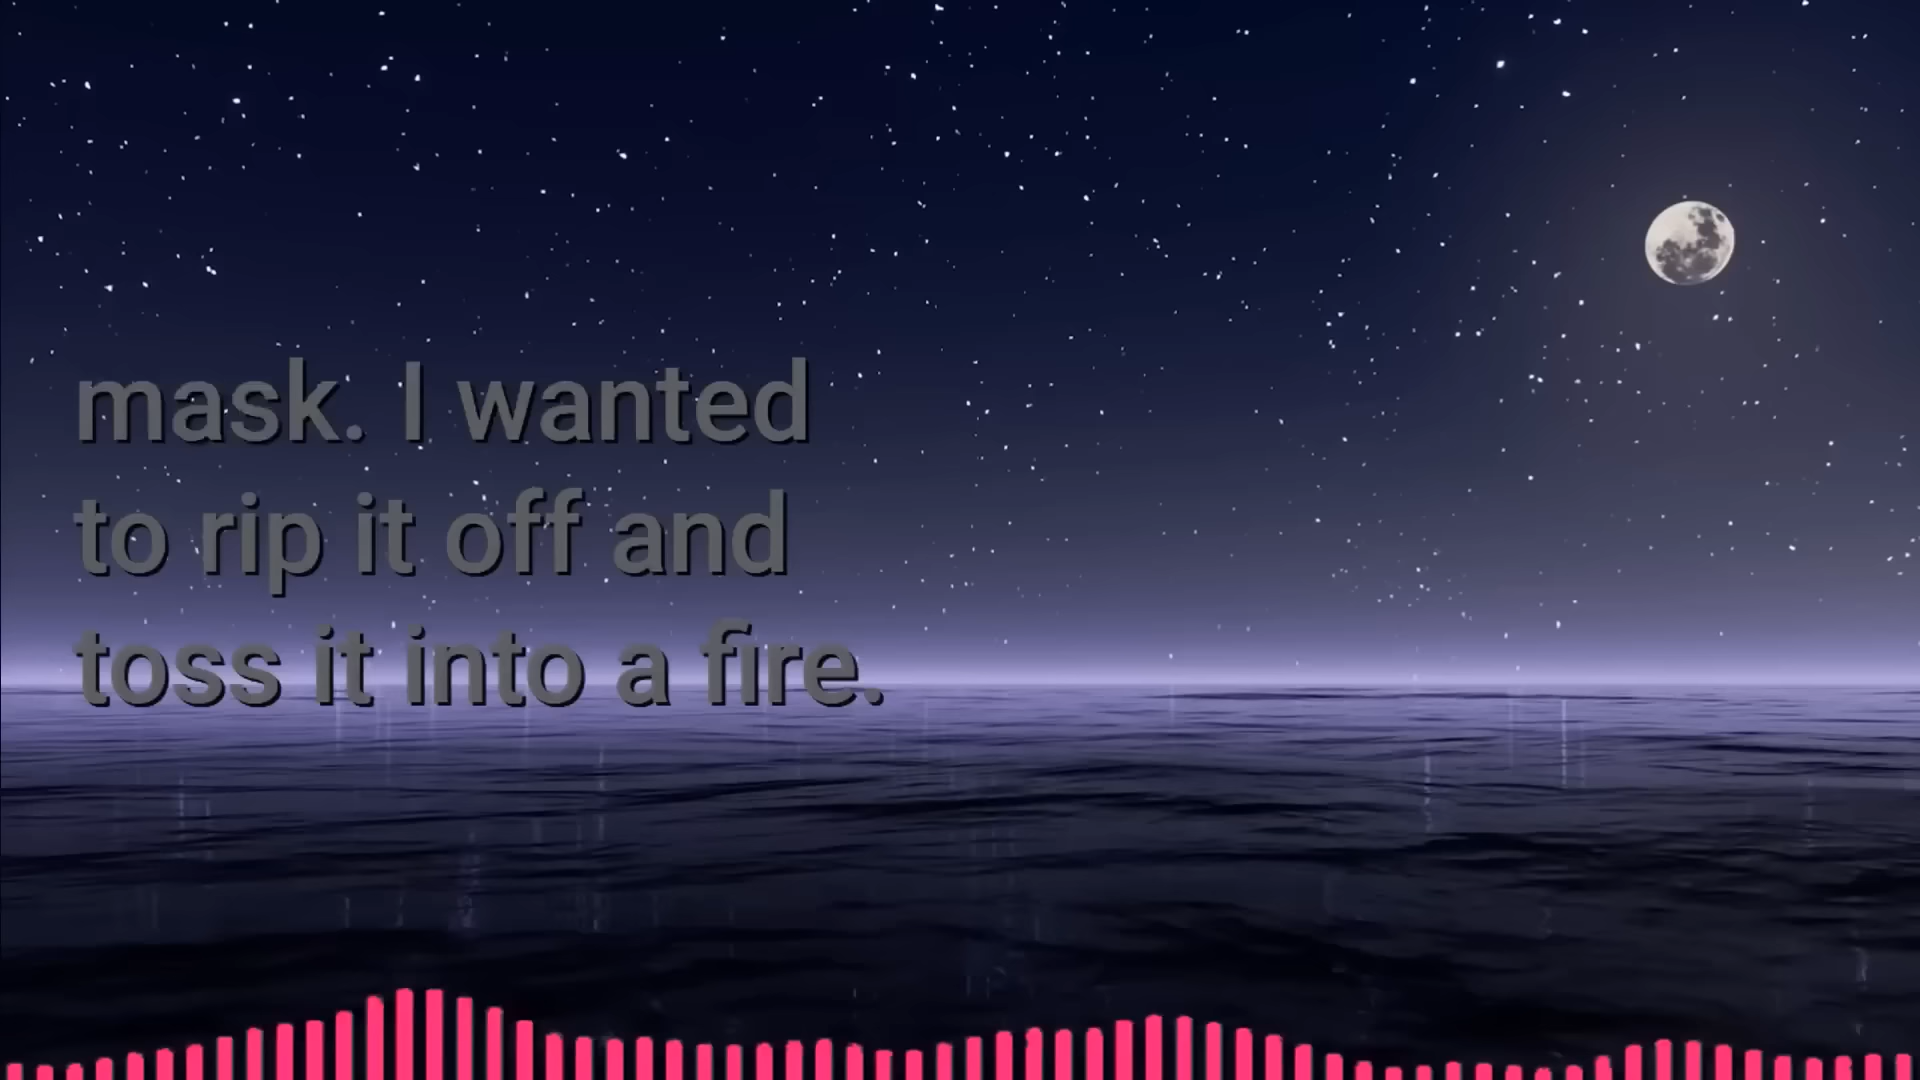 mask. I wanted
to rip it off and
toss it into a fire.